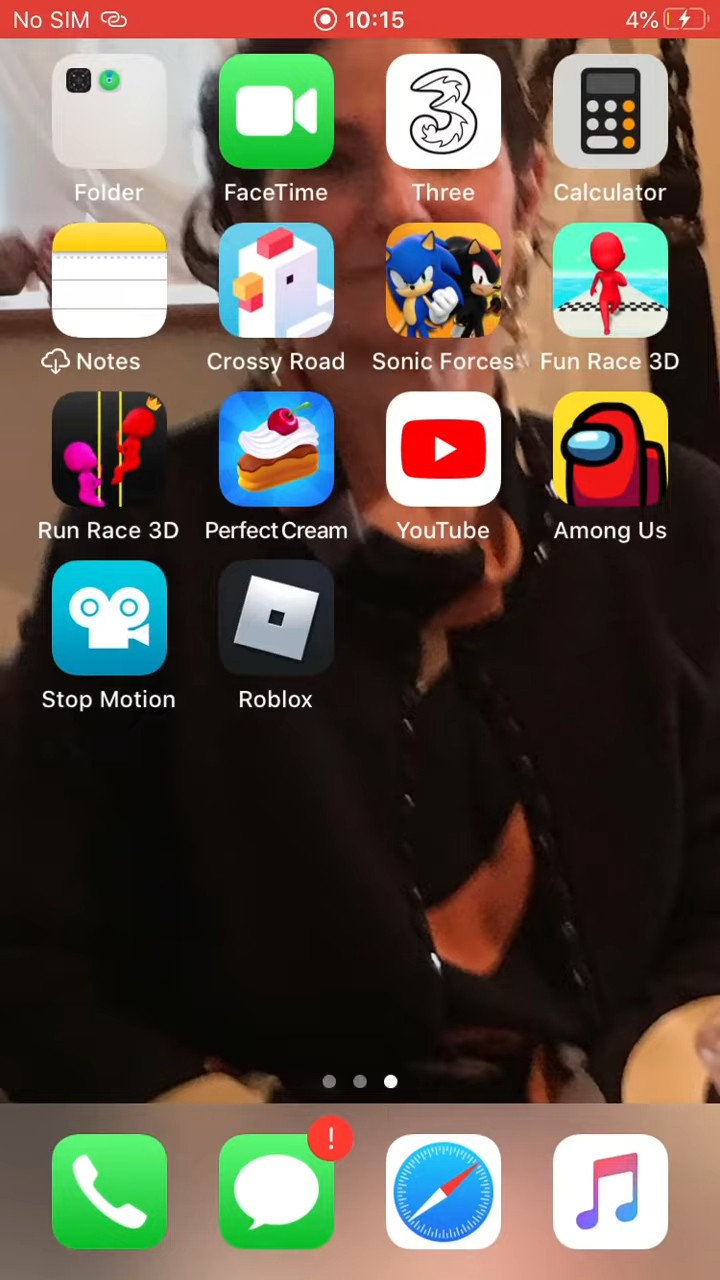 No SIM 10:15 4%
Folder FaceTime Three Calculator
Notes Crossy Road Sonic Forces Fun Race 3D
Run Race 3D Perfect Cream YouTube Among Us
Stop Motion Roblox
!